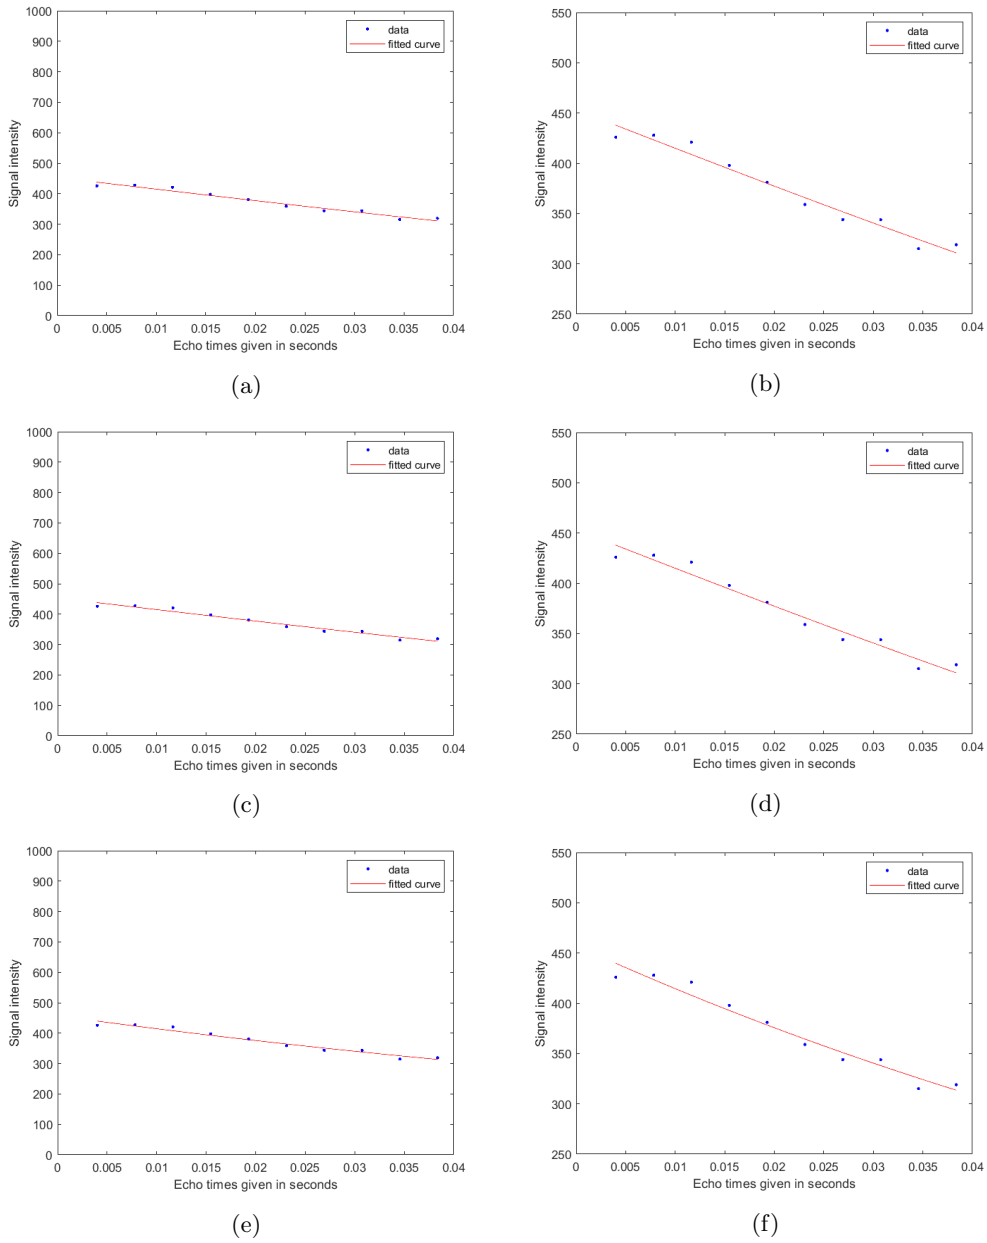 1000
900
800
700
600
500
400
300
200
100
0
Signal intensity
data
fitted curve
0 0.005 0.01 0.015 0.02 0.025 0.03 0.035 0.04
Echo times given in seconds
(a)
550
500
450
400
350
300
250
Signal intensity
data
fitted curve
0 0.005 0.01 0.015 0.02 0.025 0.03 0.035 0.04
Echo times given in seconds
(b)
1000
900
800
700
600
500
400
300
200
100
0
Signal intensity
data
fitted curve
0 0.005 0.01 0.015 0.02 0.025 0.03 0.035 0.04
Echo times given in seconds
(c)
550
500
450
400
350
300
250
Signal intensity
data
fitted curve
0 0.005 0.01 0.015 0.02 0.025 0.03 0.035 0.04
Echo times given in seconds
(d)
1000
900
800
700
600
500
400
300
200
100
0
Signal intensity
data
fitted curve
0 0.005 0.01 0.015 0.02 0.025 0.03 0.035 0.04
Echo times given in seconds
(e)
550
500
450
400
350
300
250
Signal intensity
data
fitted curve
0 0.005 0.01 0.015 0.02 0.025 0.03 0.035 0.04
Echo times given in seconds
(f)